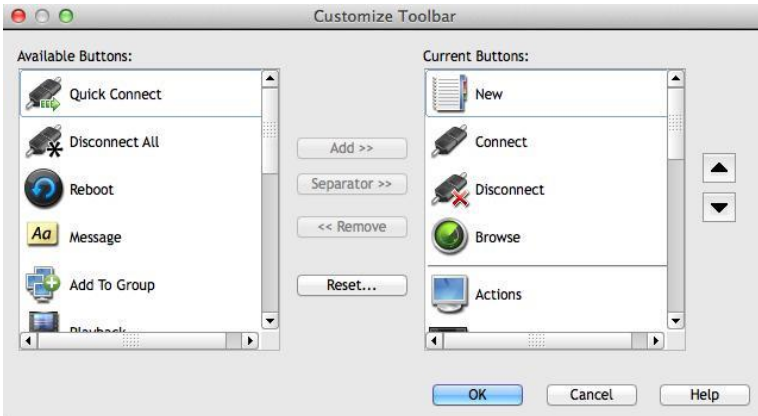 Customize Toolbar
Available Buttons:
Quick Connect
Disconnect All
Reboot
Aa
Message
Add To Group
Playback
Add >>
Separator >>
<< Remove
Reset...
Current Buttons:
New
Connect
Disconnect
Browse
Actions
OK
Cancel
Help